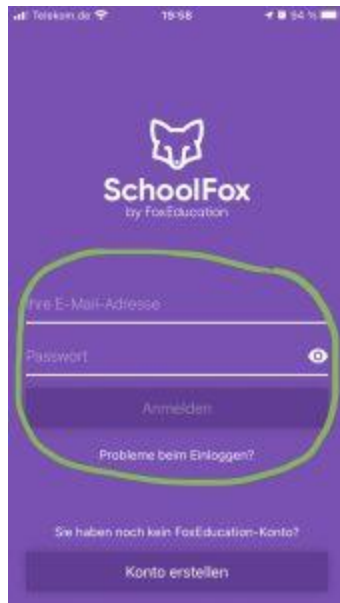 Telekom.de
15:58
94 %
SchoolFox
by FoxEducation
Ihre E-Mail-Adresse
Passwort
Anmelden
Probleme beim Einloggen?
Sie haben noch kein FoxEducation-Konto?
Konto erstellen